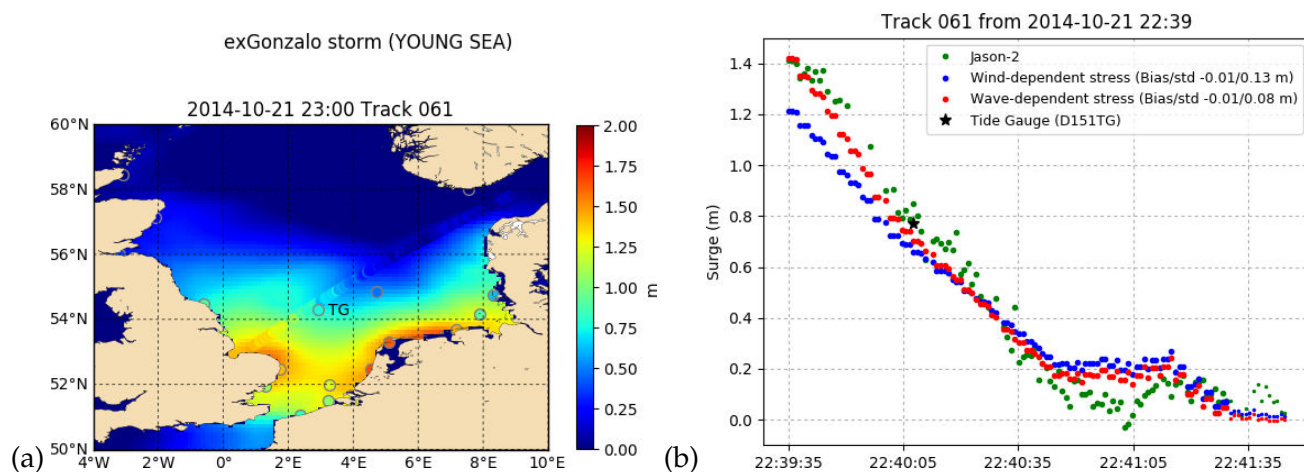 exGonzalo storm (YOUNG SEA)
2014-10-21 23:00 Track 061
60°N
58°N
56°N
54°N
52°N
50°N
4°W
2°W
0°
2°E
4°E
6°E
8°E
10°E
TG
2.00
1.75
1.50
1.25
1.00
0.75
0.50
0.25
0.00
m
(a)
Track 061 from 2014-10-21 22:39
Jason-2
Wind-dependent stress (Bias/std -0.01/0.13 m)
Wave-dependent stress (Bias/std -0.01/0.08 m)
Tide Gauge (D151TG)
Surge (m)
1.4
1.2
1.0
0.8
0.6
0.4
0.2
0.0
22:39:35
22:40:05
22:40:35
22:41:05
22:41:35
(b)